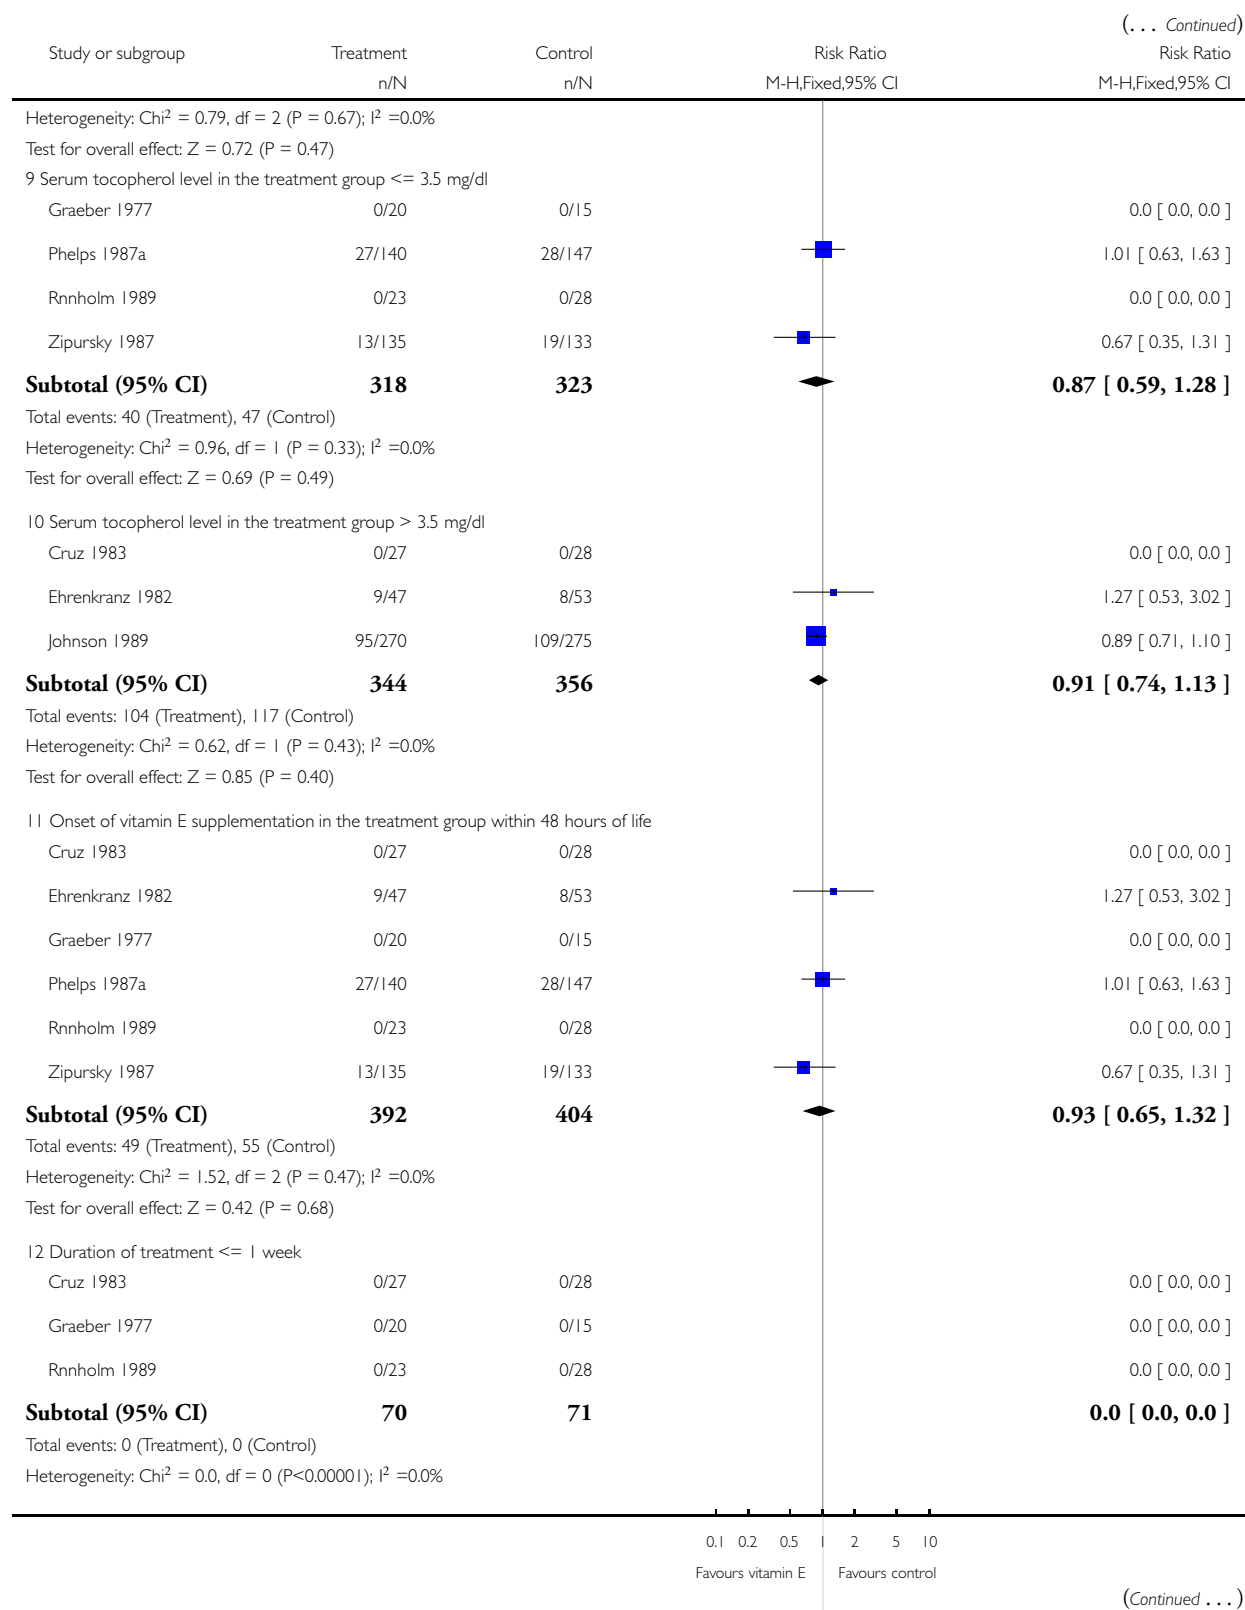 (... Continued)
Study or subgroup Treatment Control Risk Ratio Risk Ratio
n/N n/N M-H,Fixed,95% CI M-H,Fixed,95% CI
Heterogeneity: Chi² = 0.79, df = 2 (P = 0.67); I² =0.0%
Test for overall effect: Z = 0.72 (P = 0.47)
9 Serum tocopherol level in the treatment group <= 3.5 mg/dl
Graeber 1977 0/20 0/15 0.0 [ 0.0, 0.0 ]
Phelps 1987a 27/140 28/147 1.01 [ 0.63, 1.63 ]
Rnnholm 1989 0/23 0/28 0.0 [ 0.0, 0.0 ]
Zipursky 1987 13/135 19/133 0.67 [ 0.35, 1.31 ]
Subtotal (95% CI) 318 323 0.87 [ 0.59, 1.28 ]
Total events: 40 (Treatment), 47 (Control)
Heterogeneity: Chi² = 0.96, df = 1 (P = 0.33); I² =0.0%
Test for overall effect: Z = 0.69 (P = 0.49)
10 Serum tocopherol level in the treatment group > 3.5 mg/dl
Cruz 1983 0/27 0/28 0.0 [ 0.0, 0.0 ]
Ehrenkranz 1982 9/47 8/53 1.27 [ 0.53, 3.02 ]
Johnson 1989 95/270 109/275 0.89 [ 0.71, 1.10 ]
Subtotal (95% CI) 344 356 0.91 [ 0.74, 1.13 ]
Total events: 104 (Treatment), 117 (Control)
Heterogeneity: Chi² = 0.62, df = 1 (P = 0.43); I² =0.0%
Test for overall effect: Z = 0.85 (P = 0.40)
11 Onset of vitamin E supplementation in the treatment group within 48 hours of life
Cruz 1983 0/27 0/28 0.0 [ 0.0, 0.0 ]
Ehrenkranz 1982 9/47 8/53 1.27 [ 0.53, 3.02 ]
Graeber 1977 0/20 0/15 0.0 [ 0.0, 0.0 ]
Phelps 1987a 27/140 28/147 1.01 [ 0.63, 1.63 ]
Rnnholm 1989 0/23 0/28 0.0 [ 0.0, 0.0 ]
Zipursky 1987 13/135 19/133 0.67 [ 0.35, 1.31 ]
Subtotal (95% CI) 392 404 0.93 [ 0.65, 1.32 ]
Total events: 49 (Treatment), 55 (Control)
Heterogeneity: Chi² = 1.52, df = 2 (P = 0.47); I² =0.0%
Test for overall effect: Z = 0.42 (P = 0.68)
12 Duration of treatment <= 1 week
Cruz 1983 0/27 0/28 0.0 [ 0.0, 0.0 ]
Graeber 1977 0/20 0/15 0.0 [ 0.0, 0.0 ]
Rnnholm 1989 0/23 0/28 0.0 [ 0.0, 0.0 ]
Subtotal (95% CI) 70 71 0.0 [ 0.0, 0.0 ]
Total events: 0 (Treatment), 0 (Control)
Heterogeneity: Chi² = 0.0, df = 0 (P<0.00001); I² =0.0%
0.1 0.2 0.5 1 2 5 10
Favours vitamin E Favours control
(Continued ...)